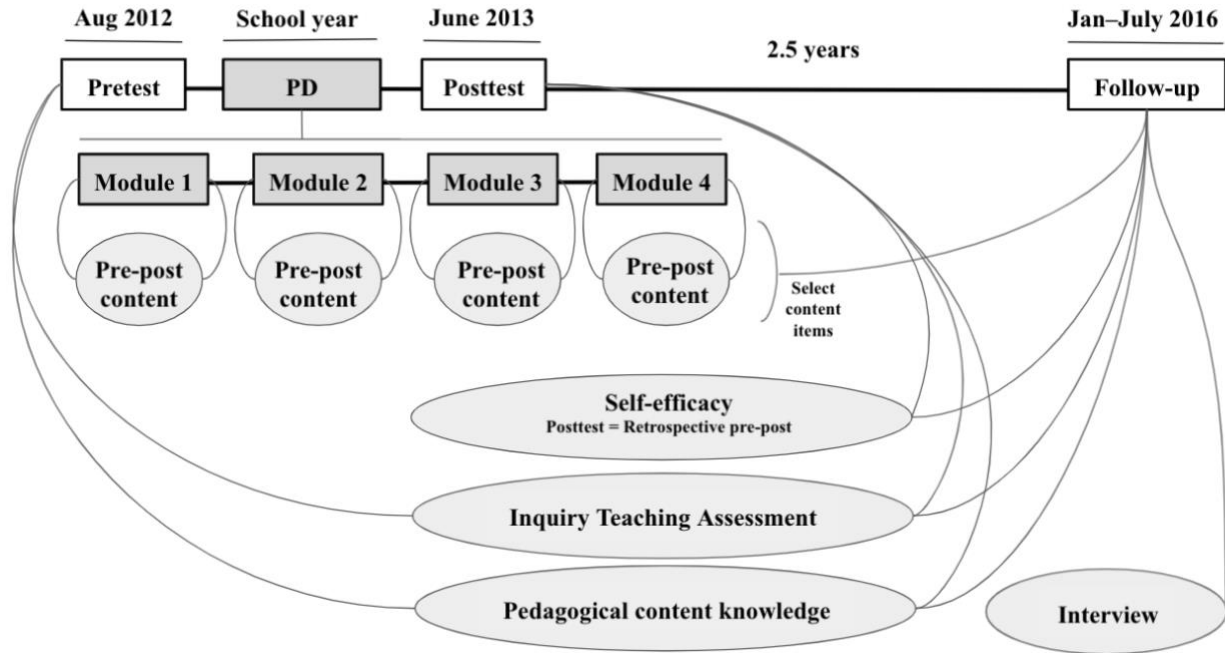 Aug 2012
School year
June 2013
Jan–July 2016
2.5 years
Pretest
PD
Posttest
Follow-up
Module 1
Module 2
Module 3
Module 4
Pre-post
content
Pre-post
content
Pre-post
content
Pre-post
content
Select
content
items
Self-efficacy
Posttest = Retrospective pre-post
Inquiry Teaching Assessment
Pedagogical content knowledge
Interview